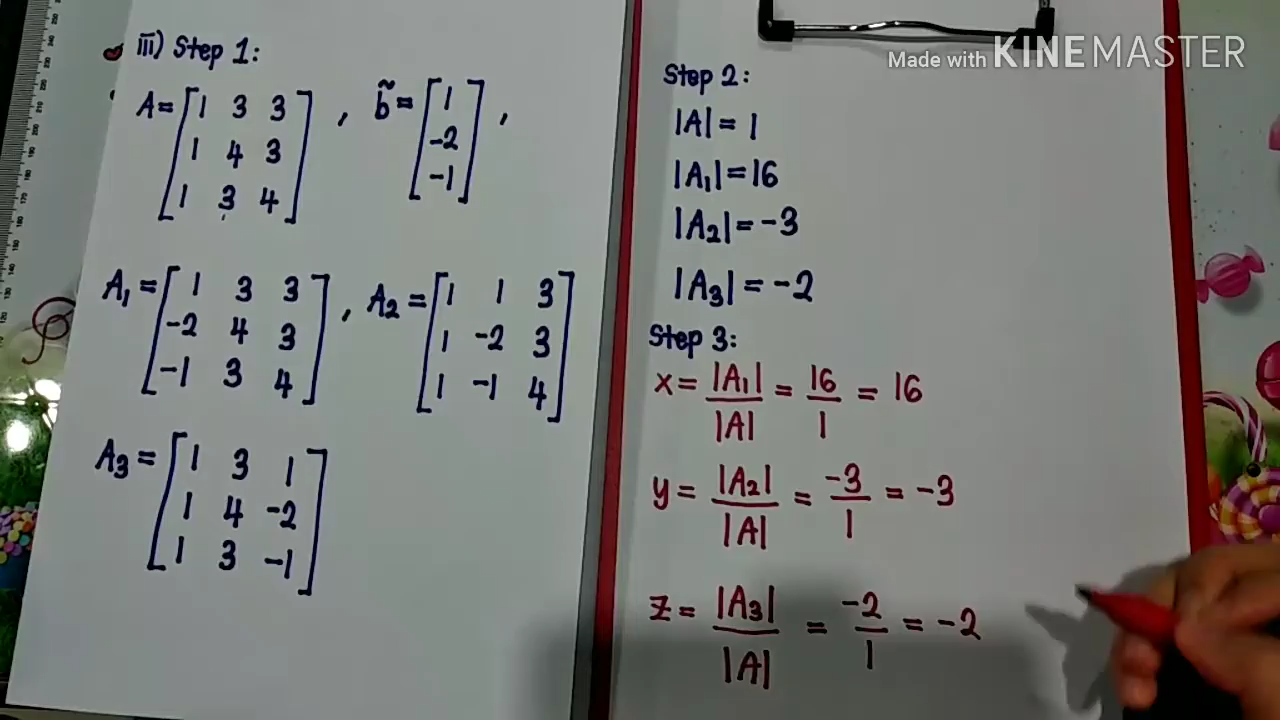 iii) Step 1:
A = [1 3 3
1 4 3
1 3 4] , b̃ = [1
-2
-1] ,
A₁ = [1 3 3
-2 4 3
-1 3 4] , A₂ = [1 1 3
1 -2 3
1 -1 4]
A₃ = [1 3 1
1 4 -2
1 3 -1]
Made with KINEMASTER
Step 2:
|A| = 1
|A₁| = 16
|A₂| = -3
|A₃| = -2
Step 3:
x = |A₁| / |A| = 16 / 1 = 16
y = |A₂| / |A| = -3 / 1 = -3
z = |A₃| / |A| = -2 / 1 = -2